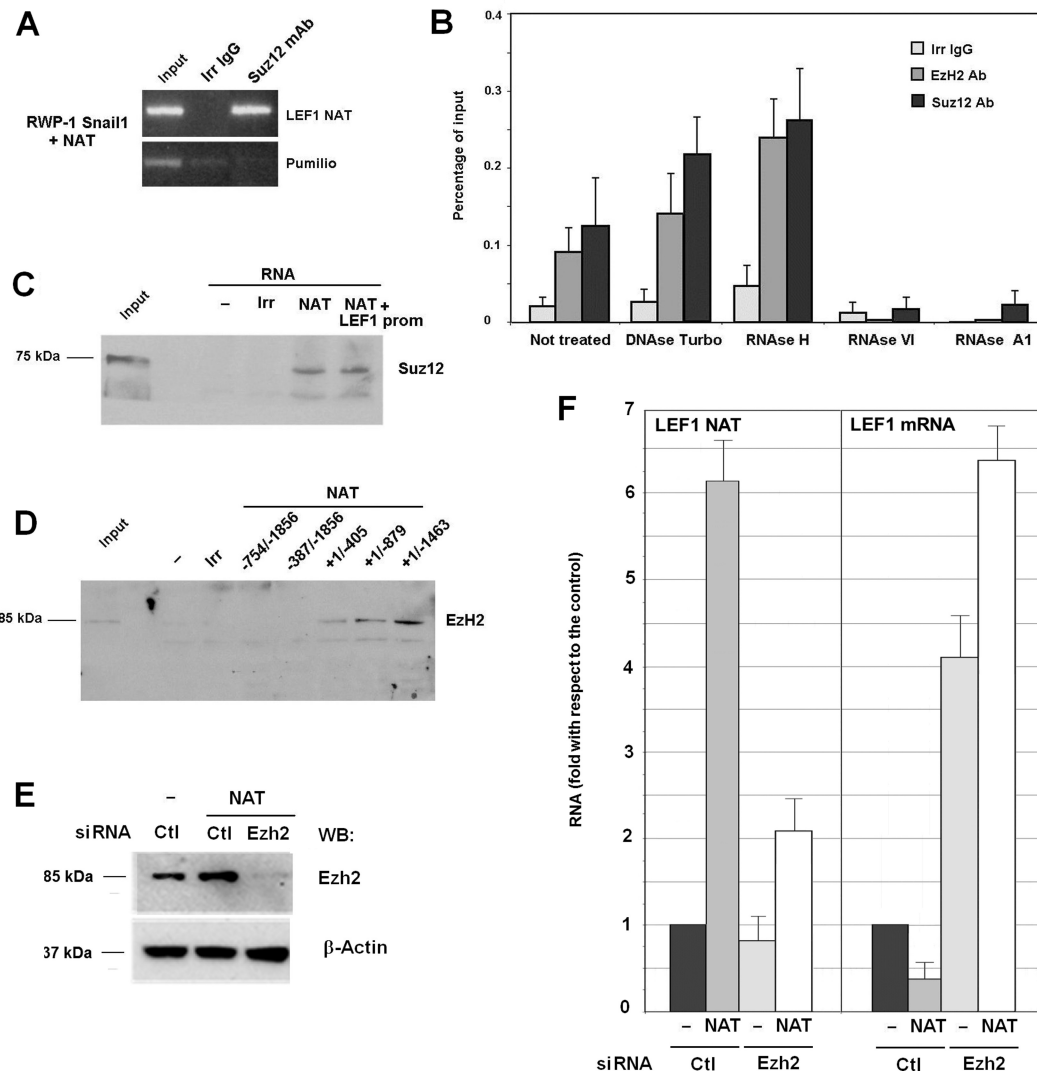 A
Input
Irr IgG
Suz12 mAb
RWP-1 Snail1
+ NAT
LEF1 NAT
Pumilio
B
Percentage of input
0.4
0.3
0.2
0.1
0
Irr IgG
EzH2 Ab
Suz12 Ab
Not treated
DNAse Turbo
RNAse H
RNAse VI
RNAse A1
C
RNA
Input
–
Irr
NAT
NAT +
LEF1 prom
75 kDa
Suz12
D
NAT
Input
–
Irr
-754/-1856
-387/-1856
+1/-405
+1/-879
+1/-1463
85 kDa
EzH2
E
–
NAT
siRNA
Ctl
Ctl
Ezh2
WB:
85 kDa
Ezh2
37 kDa
β-Actin
F
RNA (fold with respect to the control)
7
6
5
4
3
2
1
0
LEF1 NAT
LEF1 mRNA
–
NAT
–
NAT
–
NAT
–
NAT
siRNA
Ctl
Ezh2
Ctl
Ezh2